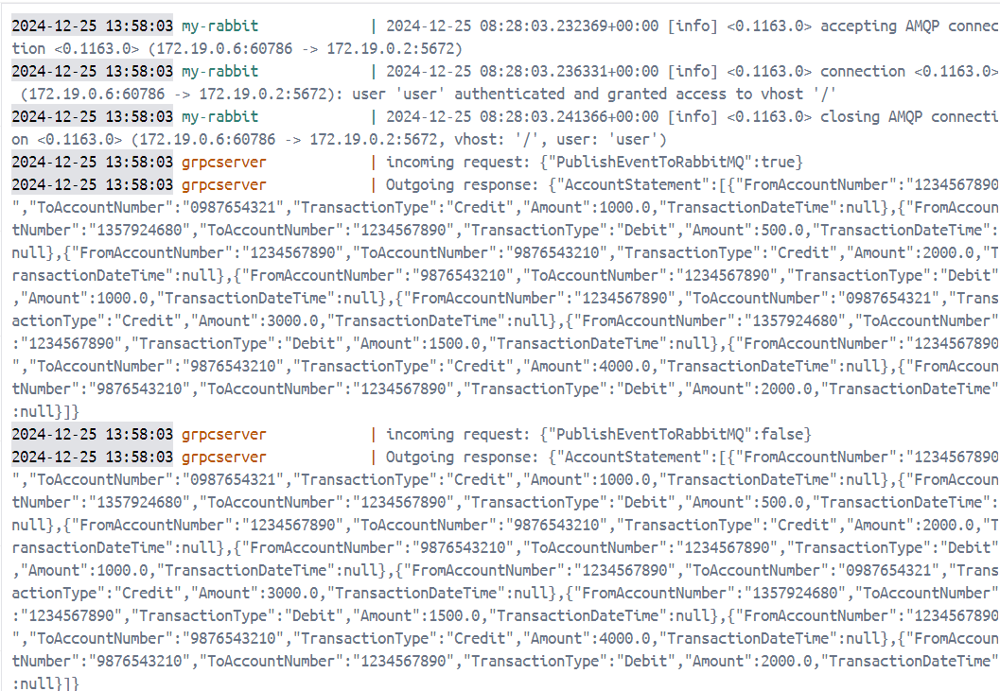 2024-12-25 13:58:03 my-rabbit | 2024-12-25 08:28:03.232369+00:00 [info] <0.1163.0> accepting AMQP connec
tion <0.1163.0> (172.19.0.6:60786 -> 172.19.0.2:5672)
2024-12-25 13:58:03 my-rabbit | 2024-12-25 08:28:03.236331+00:00 [info] <0.1163.0> connection <0.1163.0>
(172.19.0.6:60786 -> 172.19.0.2:5672): user 'user' authenticated and granted access to vhost '/'
2024-12-25 13:58:03 my-rabbit | 2024-12-25 08:28:03.241366+00:00 [info] <0.1163.0> closing AMQP connecti
on <0.1163.0> (172.19.0.6:60786 -> 172.19.0.2:5672, vhost: '/', user: 'user')
2024-12-25 13:58:03 grpcserver | incoming request: {"PublishEventToRabbitMQ":true}
2024-12-25 13:58:03 grpcserver | Outgoing response: {"AccountStatement":[{"FromAccountNumber":"1234567890
","ToAccountNumber":"0987654321","TransactionType":"Credit","Amount":1000.0,"TransactionDateTime":null},{"FromAccoun
tNumber":"1357924680","ToAccountNumber":"1234567890","TransactionType":"Debit","Amount":500.0,"TransactionDateTime":
null},{"FromAccountNumber":"1234567890","ToAccountNumber":"9876543210","TransactionType":"Credit","Amount":2000.0,"T
ransactionDateTime":null},{"FromAccountNumber":"9876543210","ToAccountNumber":"1234567890","TransactionType":"Debit"
,"Amount":1000.0,"TransactionDateTime":null},{"FromAccountNumber":"1234567890","ToAccountNumber":"0987654321","Trans
actionType":"Credit","Amount":3000.0,"TransactionDateTime":null},{"FromAccountNumber":"1357924680","ToAccountNumber"
:"1234567890","TransactionType":"Debit","Amount":1500.0,"TransactionDateTime":null},{"FromAccountNumber":"1234567890
","ToAccountNumber":"9876543210","TransactionType":"Credit","Amount":4000.0,"TransactionDateTime":null},{"FromAccoun
tNumber":"9876543210","ToAccountNumber":"1234567890","TransactionType":"Debit","Amount":2000.0,"TransactionDateTime"
:null}]}
2024-12-25 13:58:03 grpcserver | incoming request: {"PublishEventToRabbitMQ":false}
2024-12-25 13:58:03 grpcserver | Outgoing response: {"AccountStatement":[{"FromAccountNumber":"1234567890
","ToAccountNumber":"0987654321","TransactionType":"Credit","Amount":1000.0,"TransactionDateTime":null},{"FromAccoun
tNumber":"1357924680","ToAccountNumber":"1234567890","TransactionType":"Debit","Amount":500.0,"TransactionDateTime":
null},{"FromAccountNumber":"1234567890","ToAccountNumber":"9876543210","TransactionType":"Credit","Amount":2000.0,"T
ransactionDateTime":null},{"FromAccountNumber":"9876543210","ToAccountNumber":"1234567890","TransactionType":"Debit"
,"Amount":1000.0,"TransactionDateTime":null},{"FromAccountNumber":"1234567890","ToAccountNumber":"0987654321","Trans
actionType":"Credit","Amount":3000.0,"TransactionDateTime":null},{"FromAccountNumber":"1357924680","ToAccountNumber"
:"1234567890","TransactionType":"Debit","Amount":1500.0,"TransactionDateTime":null},{"FromAccountNumber":"1234567890
","ToAccountNumber":"9876543210","TransactionType":"Credit","Amount":4000.0,"TransactionDateTime":null},{"FromAccoun
tNumber":"9876543210","ToAccountNumber":"1234567890","TransactionType":"Debit","Amount":2000.0,"TransactionDateTime"
:null}]}